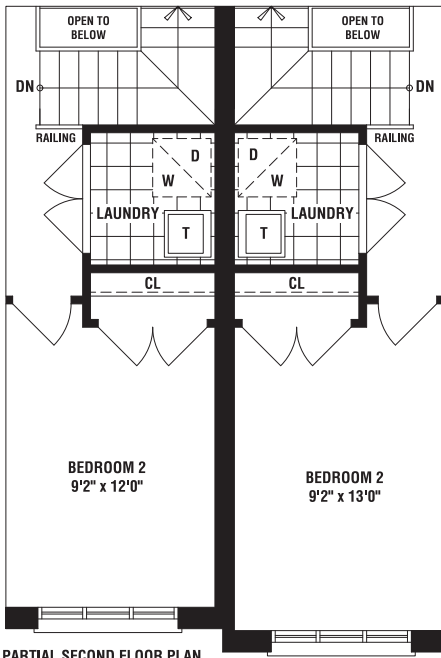 OPEN TO
BELOW
OPEN TO
BELOW
DN
DN
RAILING
RAILING
D
W
D
W
LAUNDRY
LAUNDRY
T
T
CL
CL
BEDROOM 2
9'2" x 12'0"
BEDROOM 2
9'2" x 13'0"
PARTIAL SECOND FLOOR PLAN